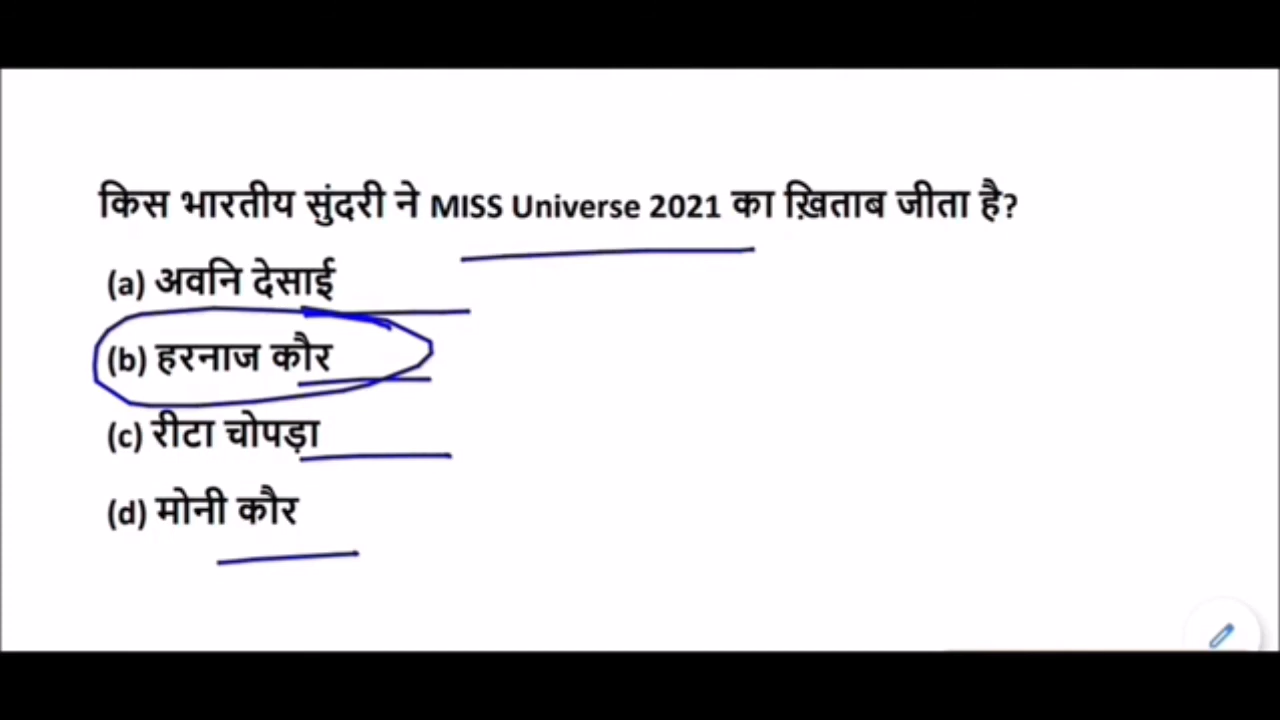 किस भारतीय सुंदरी ने MISS Universe 2021 का ख़िताब जीता है?
(a) अवनि देसाई
(b) हरनाज कौर
(c) रीटा चोपड़ा
(d) मोनी कौर